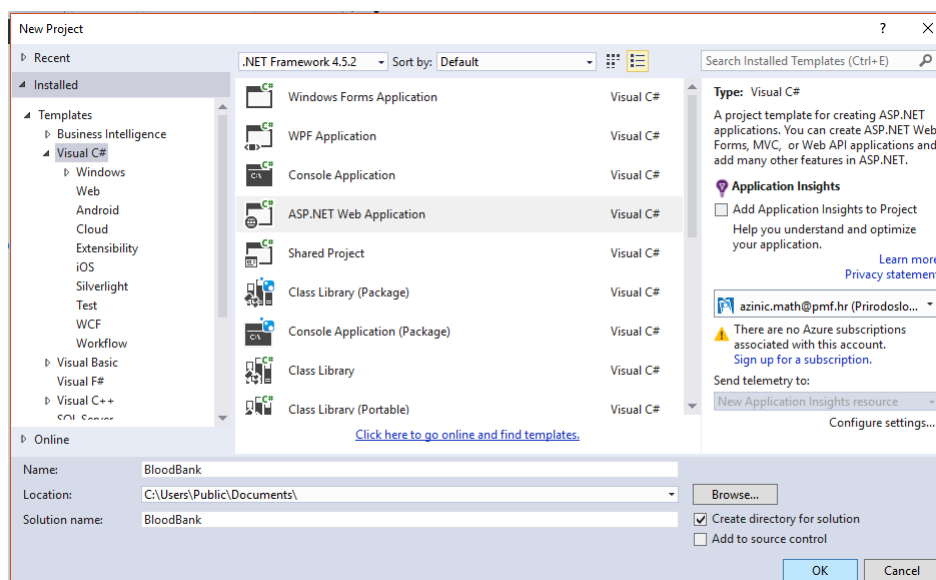 New Project
?
Recent
.NET Framework 4.5.2
Sort by: Default
Search Installed Templates (Ctrl+E)
Installed
Templates
Business Intelligence
Visual C#
Windows
Web
Android
Cloud
Extensibility
iOS
Silverlight
Test
WCF
Workflow
Visual Basic
Visual F#
Visual C++
SQL Server
Online
Windows Forms Application Visual C#
WPF Application Visual C#
Console Application Visual C#
ASP.NET Web Application Visual C#
Shared Project Visual C#
Class Library (Package) Visual C#
Console Application (Package) Visual C#
Class Library Visual C#
Class Library (Portable) Visual C#
Click here to go online and find templates.
Type: Visual C#
A project template for creating ASP.NET
applications. You can create ASP.NET Web
Forms, MVC, or Web API applications and
add many other features in ASP.NET.
Application Insights
Add Application Insights to Project
Help you understand and optimize
your application.
Learn more
Privacy statement
azinic.math@pmf.hr (Prirodoslo...
There are no Azure subscriptions
associated with this account.
Sign up for a subscription.
Send telemetry to:
New Application Insights resource
Configure settings...
Name: BloodBank
Location: C:\Users\Public\Documents\
Browse...
Solution name: BloodBank
Create directory for solution
Add to source control
OK
Cancel